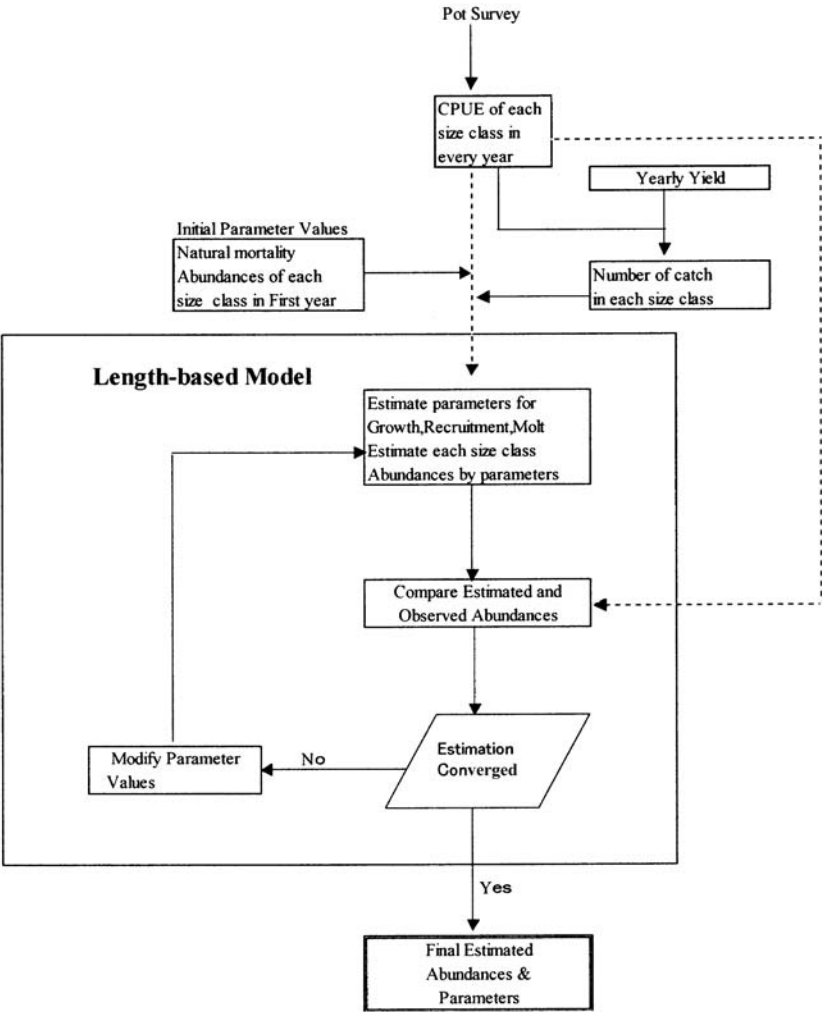 Pot Survey
CPUE of each
size class in
every year
Yearly Yield
Initial Parameter Values
Natural mortality
Abundances of each
size class in First year
Number of catch
in each size class
Length-based Model
Estimate parameters for
Growth,Recruitment,Molt
Estimate each size class
Abundances by parameters
Compare Estimated and
Observed Abundances
Estimation
Converged
No
Modify Parameter
Values
Yes
Final Estimated
Abundances &
Parameters